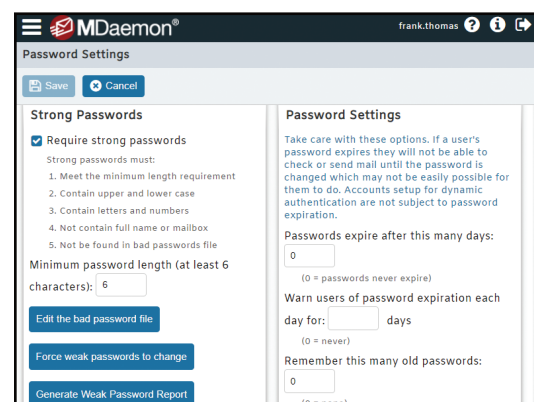 MDaemon®
frank.thomas
Password Settings
Save
Cancel
Strong Passwords
Require strong passwords
Strong passwords must:
1. Meet the minimum length requirement
2. Contain upper and lower case
3. Contain letters and numbers
4. Not contain full name or mailbox
5. Not be found in bad passwords file
Minimum password length (at least 6
characters): 6
Edit the bad password file
Force weak passwords to change
Generate Weak Password Report
Password Settings
Take care with these options. If a user's
password expires they will not be able to
check or send mail until the password is
changed which may not be easily possible for
them to do. Accounts setup for dynamic
authentication are not subject to password
expiration.
Passwords expire after this many days:
0
(0 = passwords never expire)
Warn users of password expiration each
day for: days
(0 = never)
Remember this many old passwords:
0